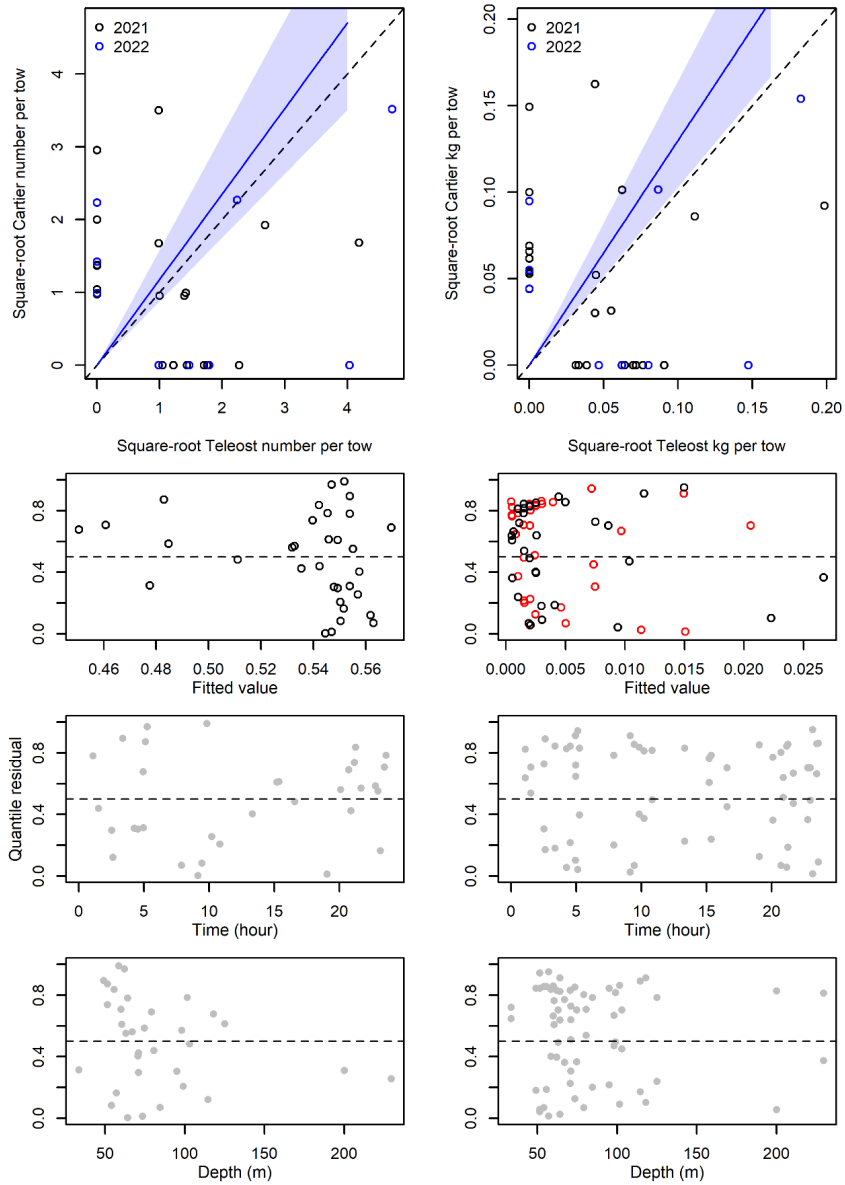 2021
2022
Square-root Cartier number per tow
0 1 2 3 4
0 1 2 3 4
Square-root Teleost number per tow
2021
2022
Square-root Cartier kg per tow
0.00 0.05 0.10 0.15 0.20
0.00 0.05 0.10 0.15 0.20
Square-root Teleost kg per tow
0.0 0.4 0.8
0.46 0.48 0.50 0.52 0.54 0.56
Fitted value
0.0 0.4 0.8
0.000 0.005 0.010 0.015 0.020 0.025
Fitted value
Quantile residual
0.0 0.4 0.8
0 5 10 15 20
Time (hour)
0.0 0.4 0.8
0 5 10 15 20
Time (hour)
0.0 0.4 0.8
50 100 150 200
Depth (m)
0.0 0.4 0.8
50 100 150 200
Depth (m)